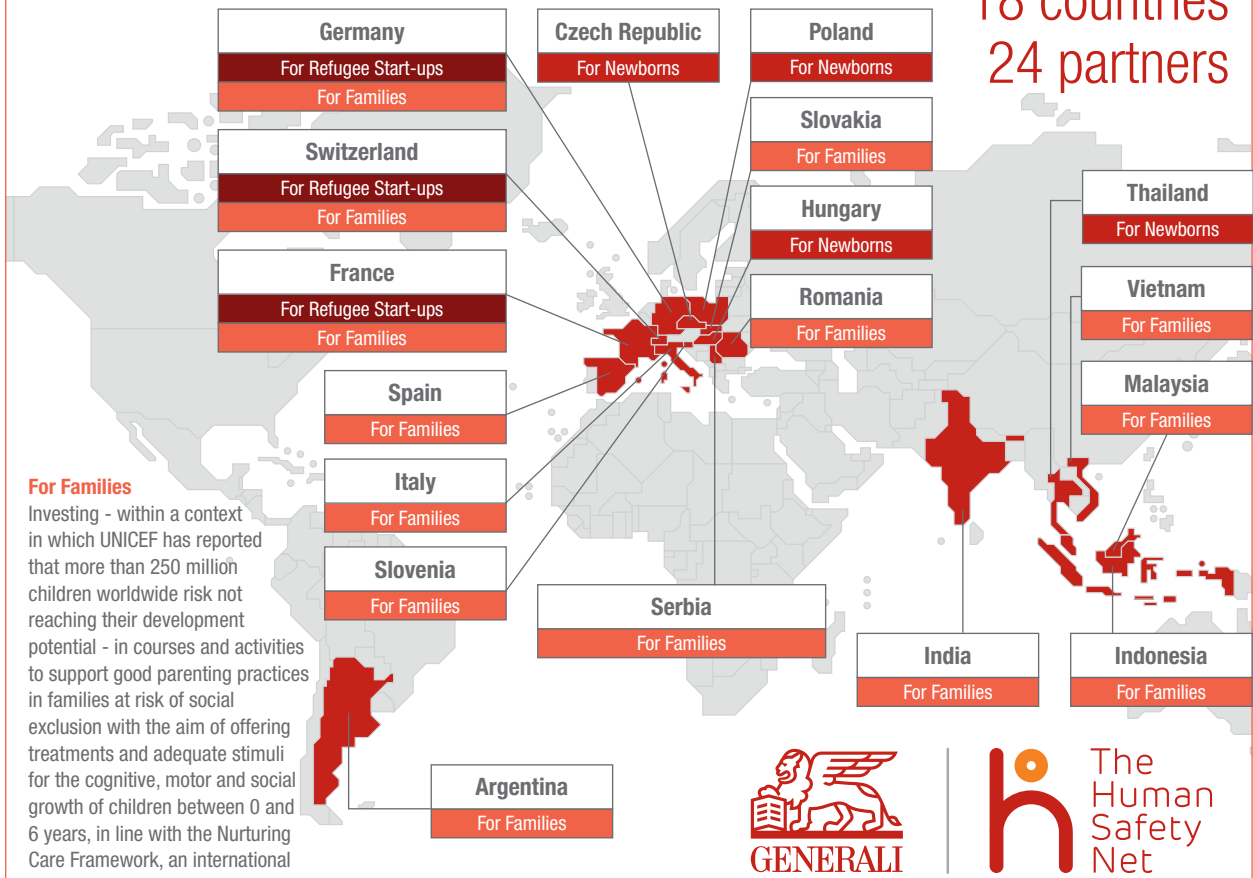 18 countries
24 partners
Germany
For Refugee Start-ups
For Families
Czech Republic
For Newborns
Poland
For Newborns
Slovakia
For Families
Switzerland
For Refugee Start-ups
For Families
Hungary
For Newborns
Thailand
For Newborns
France
For Refugee Start-ups
For Families
Romania
For Families
Vietnam
For Families
Spain
For Families
Malaysia
For Families
Italy
For Families
Slovenia
For Families
For Families
Investing - within a context
in which UNICEF has reported
that more than 250 million
children worldwide risk not
reaching their development
potential - in courses and activities
to support good parenting practices
in families at risk of social
exclusion with the aim of offering
treatments and adequate stimuli
for the cognitive, motor and social
growth of children between 0 and
6 years, in line with the Nurturing
Care Framework, an international
Serbia
For Families
India
For Families
Indonesia
For Families
Argentina
For Families
GENERALI
The
Human
Safety
Net